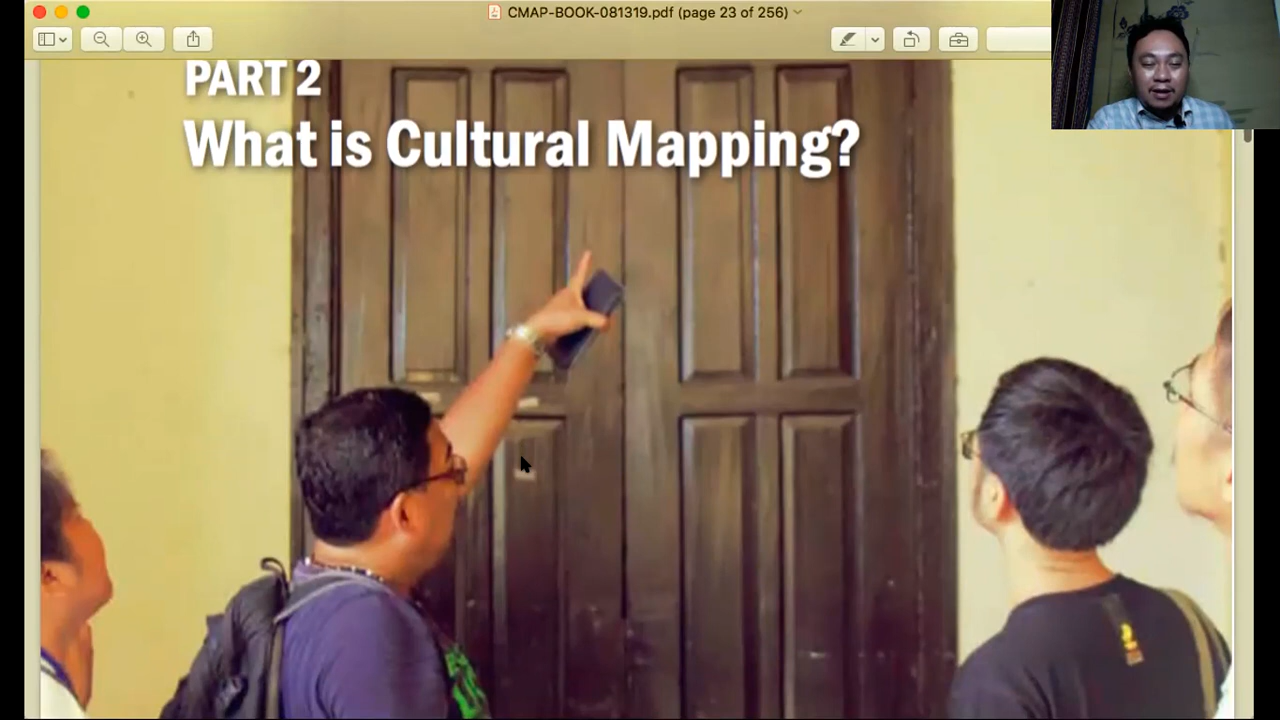 CMAP-BOOK-081319.pdf (page 23 of 256)
PART 2
What is Cultural Mapping?